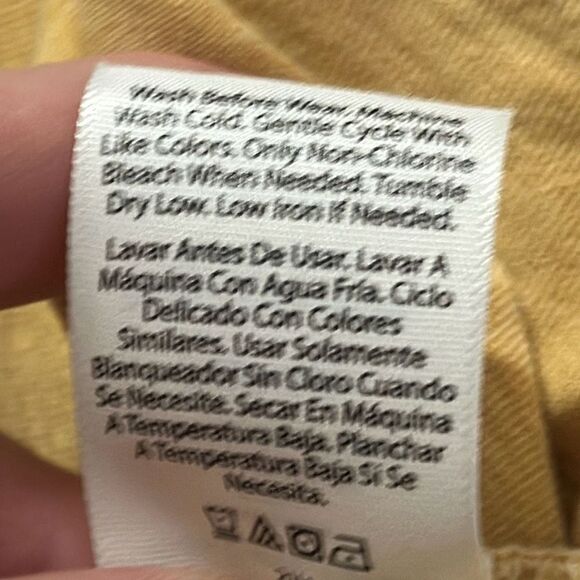 Wash Before Wear. Machine
Wash Cold. Gentle Cycle With
Like Colors. Only Non-Chlorine
Bleach When Needed. Tumble
Dry Low. Low Iron If Needed.
Lavar Antes De Usar. Lavar A
Máquina Con Agua Fría. Ciclo
Delicado Con Colores
Similares. Usar Solamente
Blanqueador Sin Cloro Cuando
Se Necesite. Secar En Máquina
A Temperatura Baja. Planchar
A Temperatura Baja Si Se
Necesita.